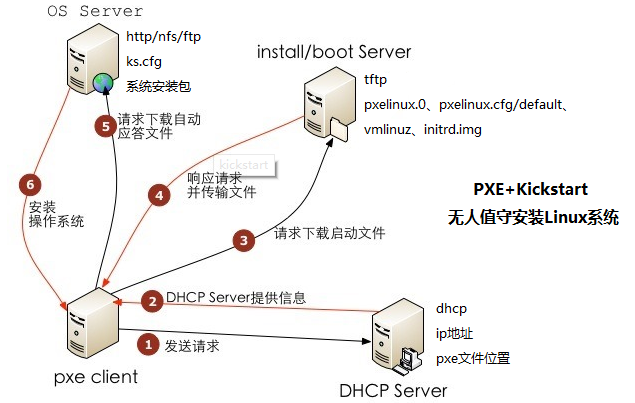 OS Server
http/nfs/ftp
ks.cfg
系统安装包
install/boot Server
tftp
pxelinux.0、pxelinux.cfg/default、
vmlinuz、initrd.img
5
请求下载自动
应答文件
kickstart
4
响应请求
并传输文件
PXE+Kickstart
无人值守安装Linux系统
6
安装
操作系统
3
请求下载启动文件
2
DHCP Server提供信息
1
发送请求
pxe client
dhcp
ip地址
pxe文件位置
DHCP Server